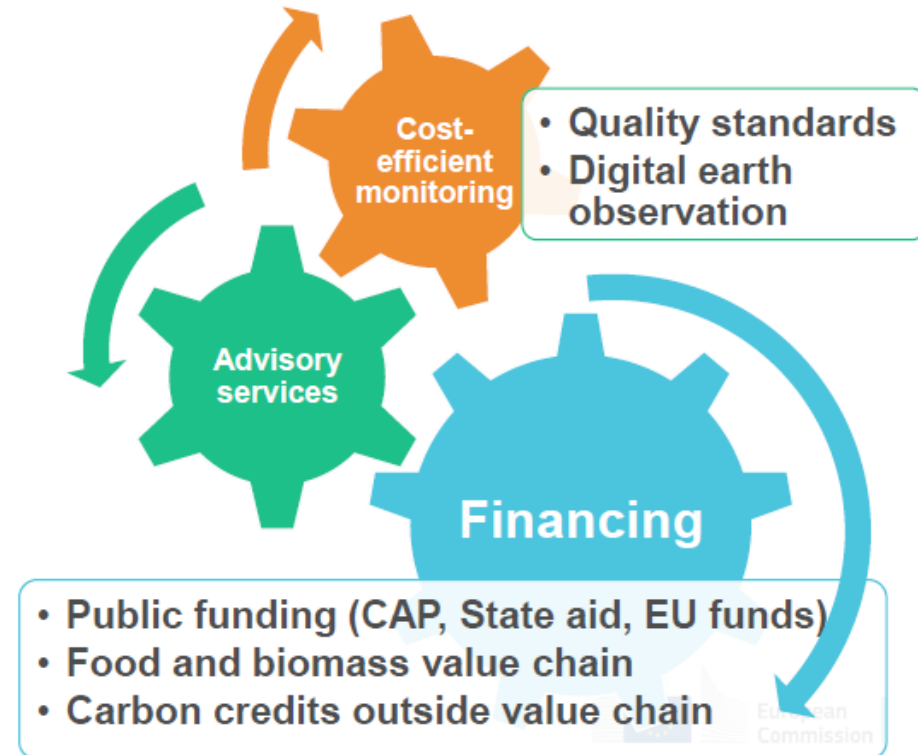 Cost-
efficient
monitoring
• Quality standards
• Digital earth
observation
Advisory
services
Financing
• Public funding (CAP, State aid, EU funds)
• Food and biomass value chain
• Carbon credits outside value chain
European
Commission